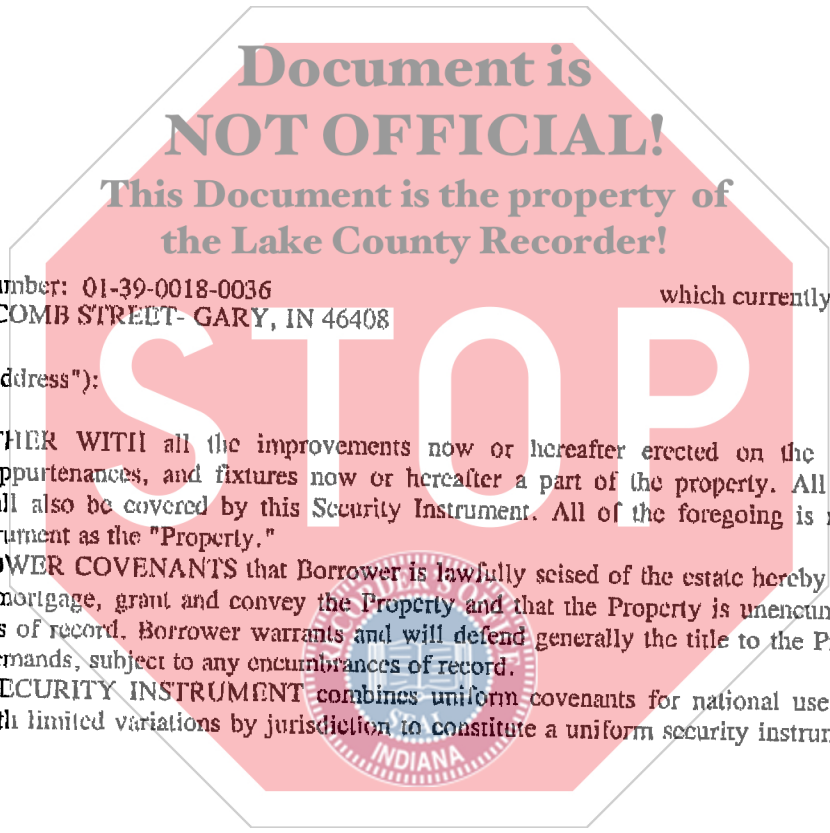 Document is
NOT OFFICIAL!
This Document is the property of
the Lake County Recorder!
umber: 01-39-0018-0036 which currently
COMB STREET- GARY, IN 46408
STOP
ddress"):
THER WITH all the improvements now or hereafter erected on the
ppurtenances, and fixtures now or hereafter a part of the property. All
ll also be covered by this Security Instrument. All of the foregoing is
rument as the "Property."
OWER COVENANTS that Borrower is lawfully seised of the estate hereby
mortgage, grant and convey the Property and that the Property is unencum
s of record. Borrower warrants and will defend generally the title to the P
emands, subject to any encumbrances of record.
ECURITY INSTRUMENT combines uniform covenants for national use
th limited variations by jurisdiction to constitute a uniform security instrum
SEAL
INDIANA